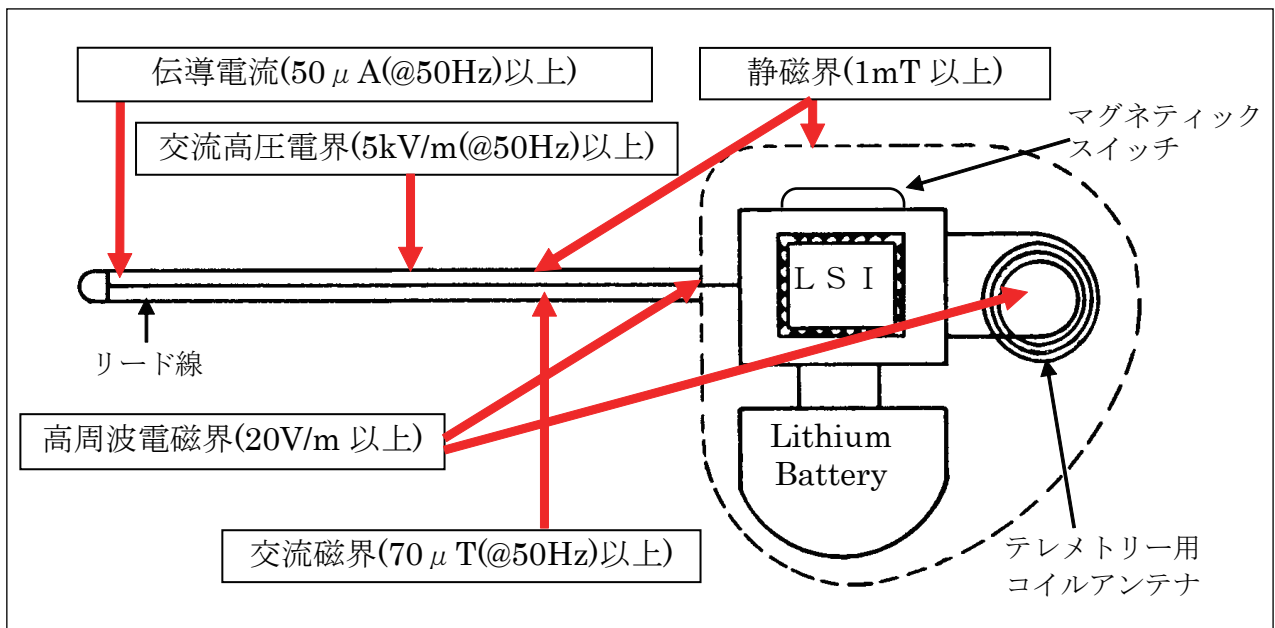 伝導電流(50μA(@50Hz)以上)
静磁界(1mT 以上)
マグネティック
スイッチ
交流高圧電界(5kV/m(@50Hz)以上)
ＬＳＩ
リード線
高周波電磁界(20V/m 以上)
Lithium
Battery
交流磁界(70μT(@50Hz)以上)
テレメトリー用
コイルアンテナ